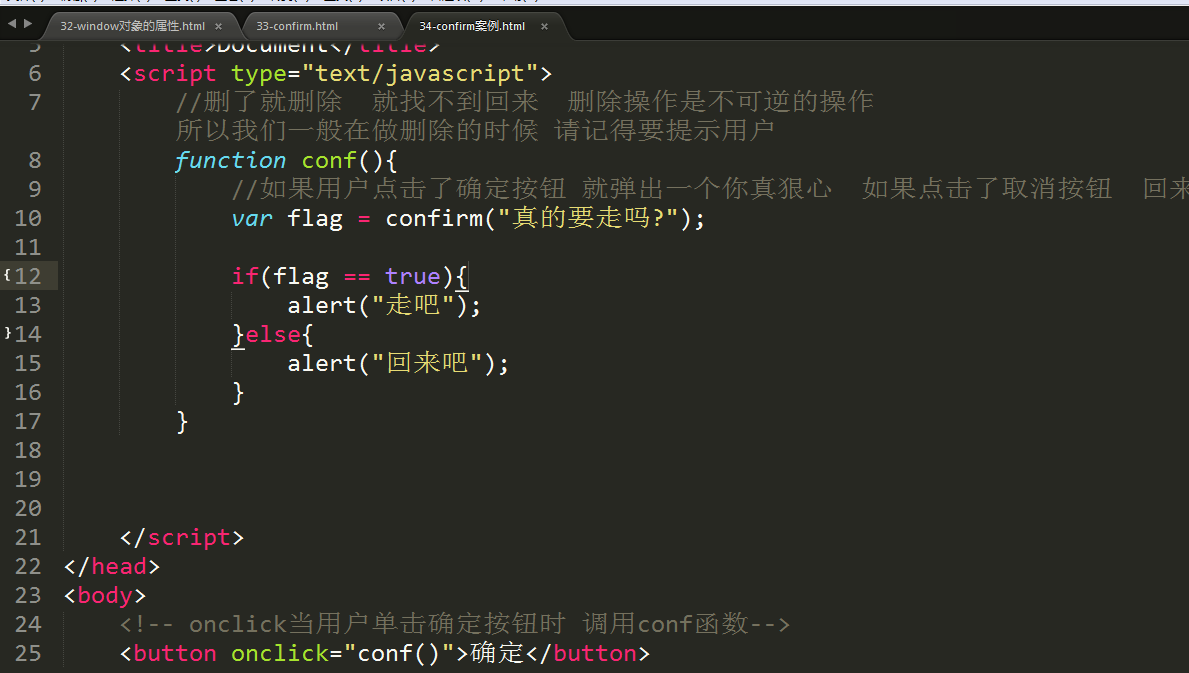 32-window对象的属性.html × 33-confirm.html × 34-confirm案例.html ×
5 <title>Document</title>
6 <script type="text/javascript">
7 //删了就删除 就找不到回来 删除操作是不可逆的操作
所以我们一般在做删除的时候 请记得要提示用户
8 function conf(){
9 //如果用户点击了确定按钮 就弹出一个你真狠心 如果点击了取消按钮 回来
10 var flag = confirm("真的要走吗?");
11
{12 if(flag == true){
13 alert("走吧");
}14 }else{
15 alert("回来吧");
16 }
17 }
18
19
20
21 </script>
22 </head>
23 <body>
24 <!-- onclick当用户单击确定按钮时 调用conf函数-->
25 <button onclick="conf()">确定</button>